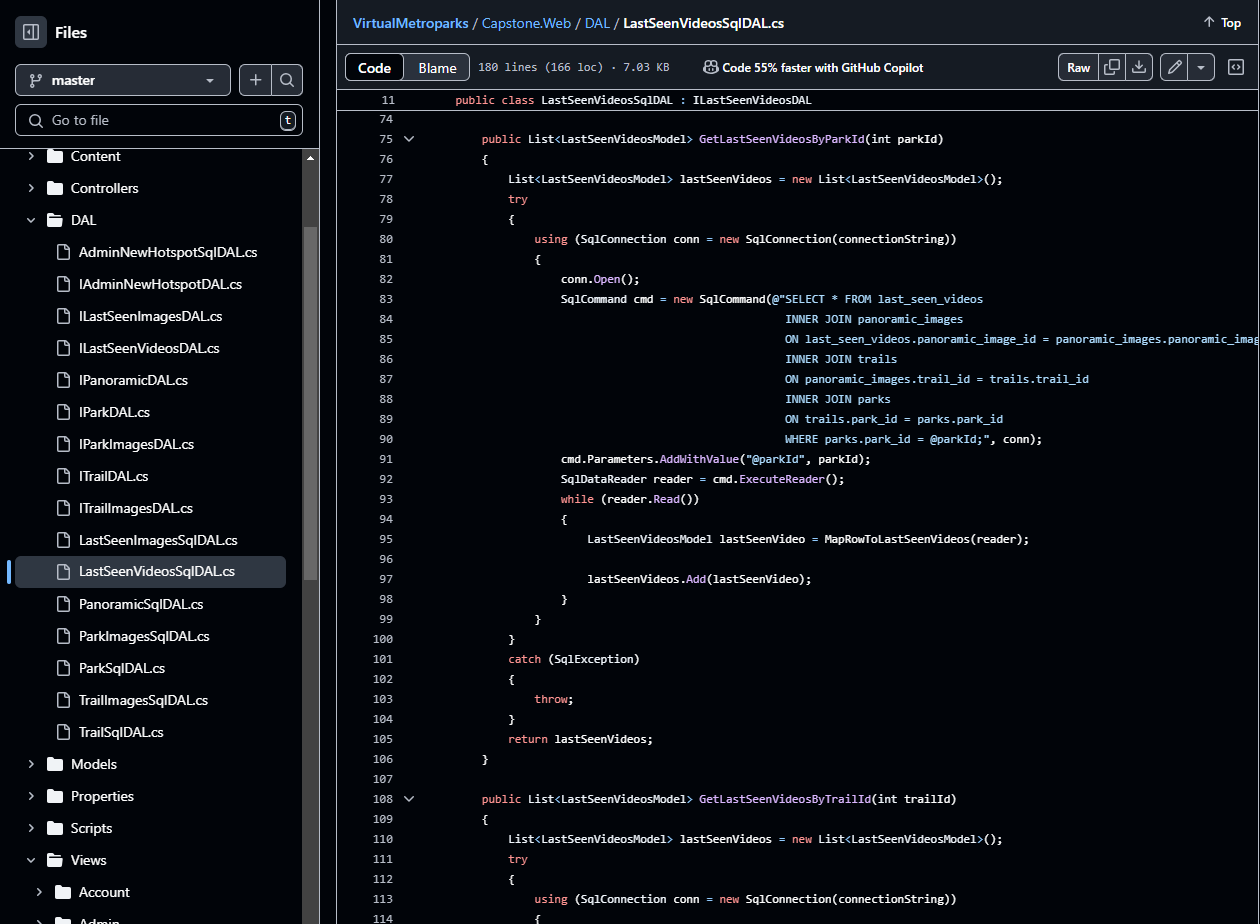 Files
master
Go to file
t
Content
Controllers
DAL
AdminNewHotspotSqlDAL.cs
IAdminNewHotspotDAL.cs
ILastSeenImagesDAL.cs
ILastSeenVideosDAL.cs
IPanoramicDAL.cs
IParkDAL.cs
IParkImagesDAL.cs
ITrailDAL.cs
ITrailImagesDAL.cs
LastSeenImagesSqlDAL.cs
LastSeenVideosSqlDAL.cs
PanoramicSqlDAL.cs
ParkImagesSqlDAL.cs
ParkSqlDAL.cs
TrailImagesSqlDAL.cs
TrailSqlDAL.cs
Models
Properties
Scripts
Views
Account
Admin
VirtualMetroparks / Capstone.Web / DAL / LastSeenVideosSqlDAL.cs
Top
Code Blame 180 lines (166 loc) · 7.03 KB Code 55% faster with GitHub Copilot Raw
11 public class LastSeenVideosSqlDAL : ILastSeenVideosDAL
74
75 public List<LastSeenVideosModel> GetLastSeenVideosByParkId(int parkId)
76 {
77 List<LastSeenVideosModel> lastSeenVideos = new List<LastSeenVideosModel>();
78 try
79 {
80 using (SqlConnection conn = new SqlConnection(connectionString))
81 {
82 conn.Open();
83 SqlCommand cmd = new SqlCommand(@"SELECT * FROM last_seen_videos
84 INNER JOIN panoramic_images
85 ON last_seen_videos.panoramic_image_id = panoramic_images.panoramic_imag
86 INNER JOIN trails
87 ON panoramic_images.trail_id = trails.trail_id
88 INNER JOIN parks
89 ON trails.park_id = parks.park_id
90 WHERE parks.park_id = @parkId;", conn);
91 cmd.Parameters.AddWithValue("@parkId", parkId);
92 SqlDataReader reader = cmd.ExecuteReader();
93 while (reader.Read())
94 {
95 LastSeenVideosModel lastSeenVideo = MapRowToLastSeenVideos(reader);
96
97 lastSeenVideos.Add(lastSeenVideo);
98 }
99 }
100 }
101 catch (SqlException)
102 {
103 throw;
104 }
105 return lastSeenVideos;
106 }
107
108 public List<LastSeenVideosModel> GetLastSeenVideosByTrailId(int trailId)
109 {
110 List<LastSeenVideosModel> lastSeenVideos = new List<LastSeenVideosModel>();
111 try
112 {
113 using (SqlConnection conn = new SqlConnection(connectionString))
114 {